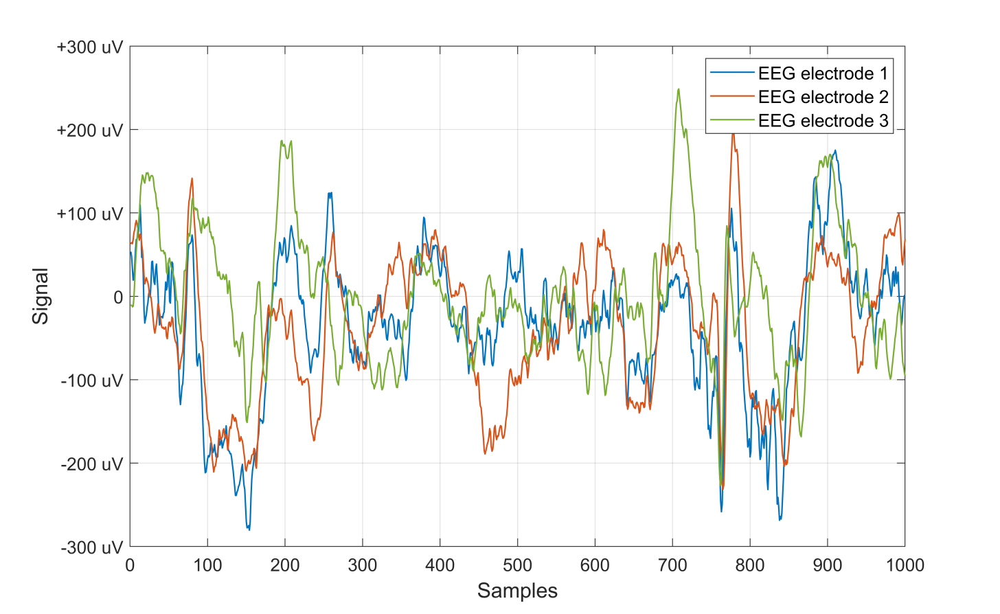 +300 uV
+200 uV
+100 uV
0
-100 uV
-200 uV
-300 uV
Signal
EEG electrode 1
EEG electrode 2
EEG electrode 3
0 100 200 300 400 500 600 700 800 900 1000
Samples